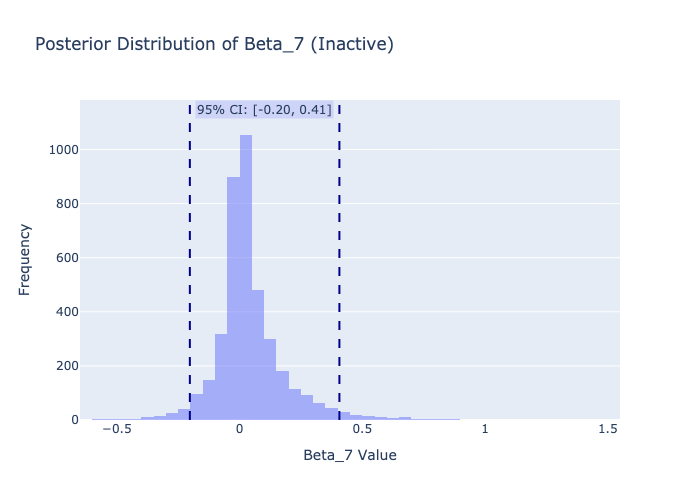 Posterior Distribution of Beta_7 (Inactive)
95% CI: [-0.20, 0.41]
1000
800
600
400
200
0
Frequency
−0.5
0
0.5
1
1.5
Beta_7 Value